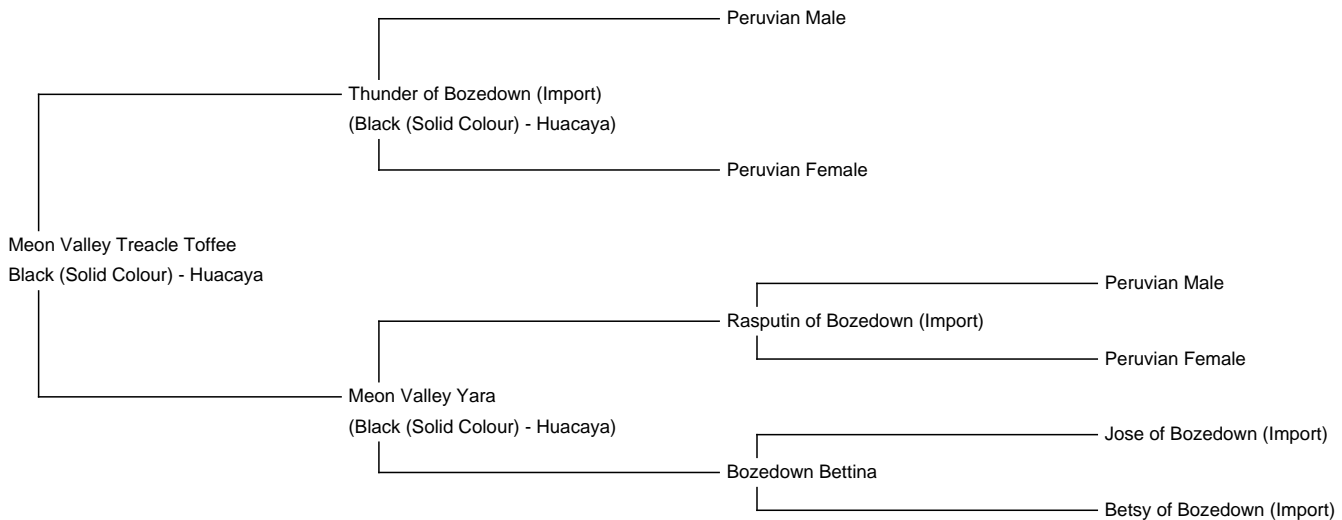 Peruvian Male
Thunder of Bozedown (Import)
(Black (Solid Colour) - Huacaya)
Peruvian Female
Meon Valley Treacle Toffee
Black (Solid Colour) - Huacaya
Peruvian Male
Rasputin of Bozedown (Import)
Peruvian Female
Meon Valley Yara
(Black (Solid Colour) - Huacaya)
Jose of Bozedown (Import)
Bozedown Bettina
Betsy of Bozedown (Import)